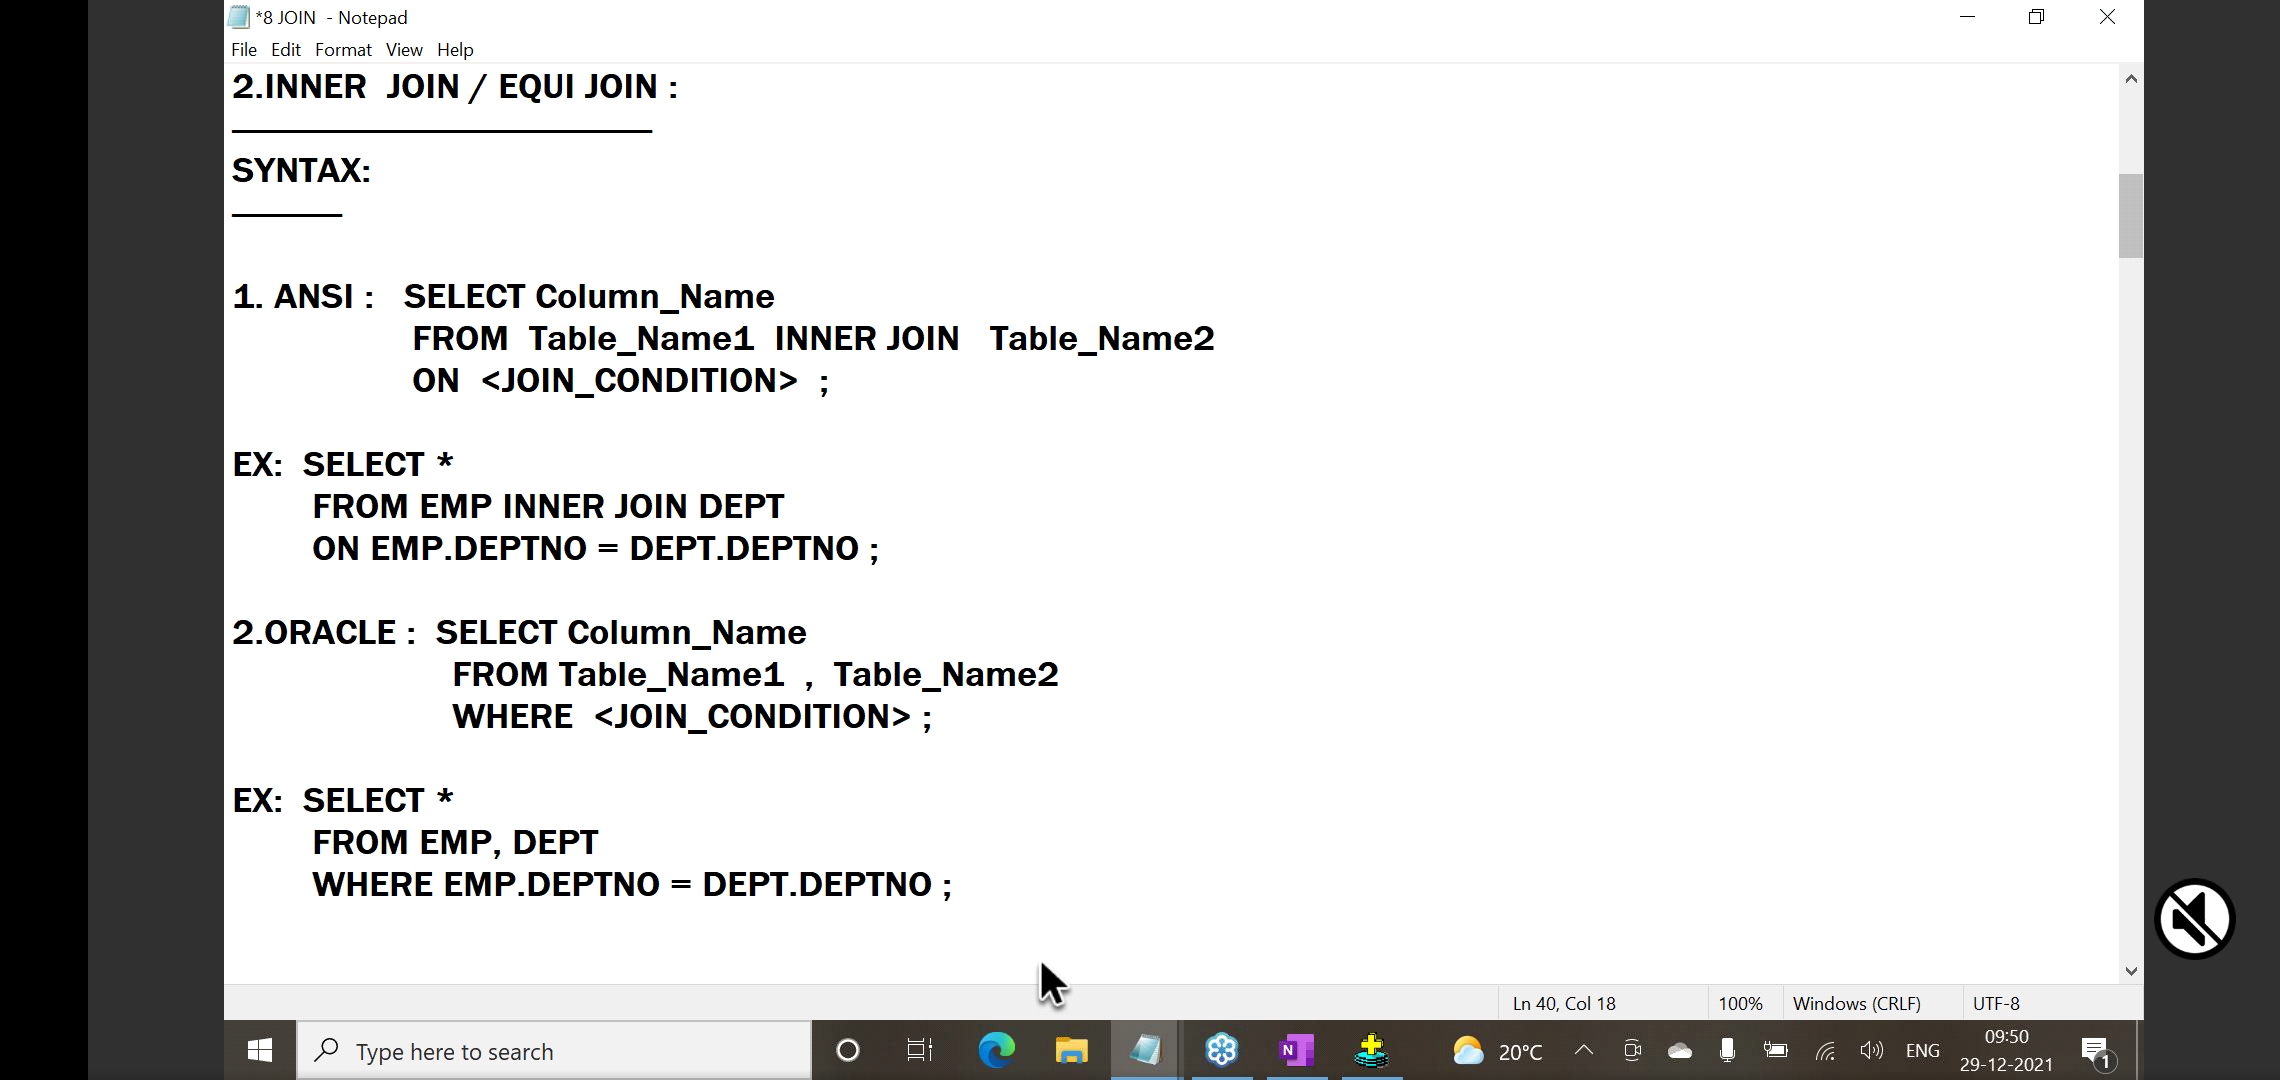 *8 JOIN - Notepad
File Edit Format View Help
2.INNER JOIN / EQUI JOIN :
SYNTAX:
1. ANSI : SELECT Column_Name
FROM Table_Name1 INNER JOIN Table_Name2
ON <JOIN_CONDITION> ;
EX: SELECT *
FROM EMP INNER JOIN DEPT
ON EMP.DEPTNO = DEPT.DEPTNO ;
2.ORACLE : SELECT Column_Name
FROM Table_Name1 , Table_Name2
WHERE <JOIN_CONDITION> ;
EX: SELECT *
FROM EMP, DEPT
WHERE EMP.DEPTNO = DEPT.DEPTNO ;
Ln 40, Col 18 100% Windows (CRLF) UTF-8
Type here to search
N
20°C
ENG
09:50
29-12-2021
1